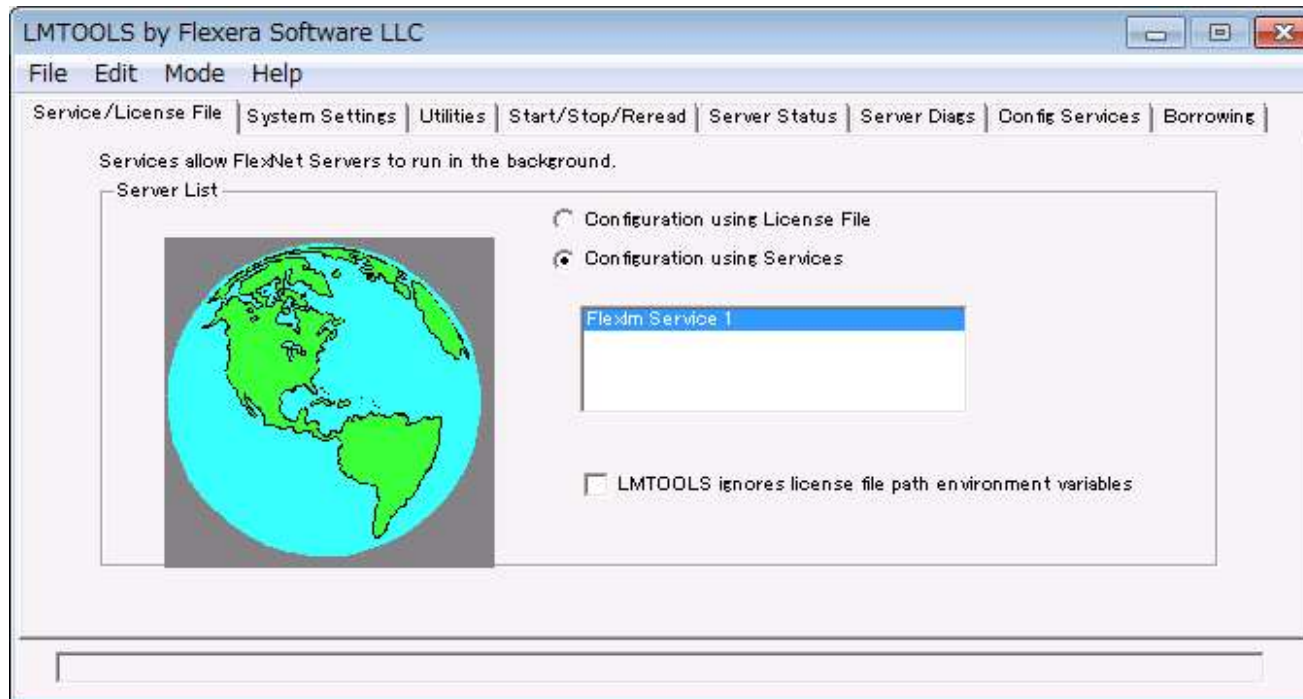 LMTOOLS by Flexera Software LLC
File Edit Mode Help
Service/License File System Settings Utilities Start/Stop/Reread Server Status Server Diags Config Services Borrowing
Services allow FlexNet Servers to run in the background.
Server List
Configuration using License File
Configuration using Services
Flexlm Service 1
LMTOOLS ignores license file path environment variables